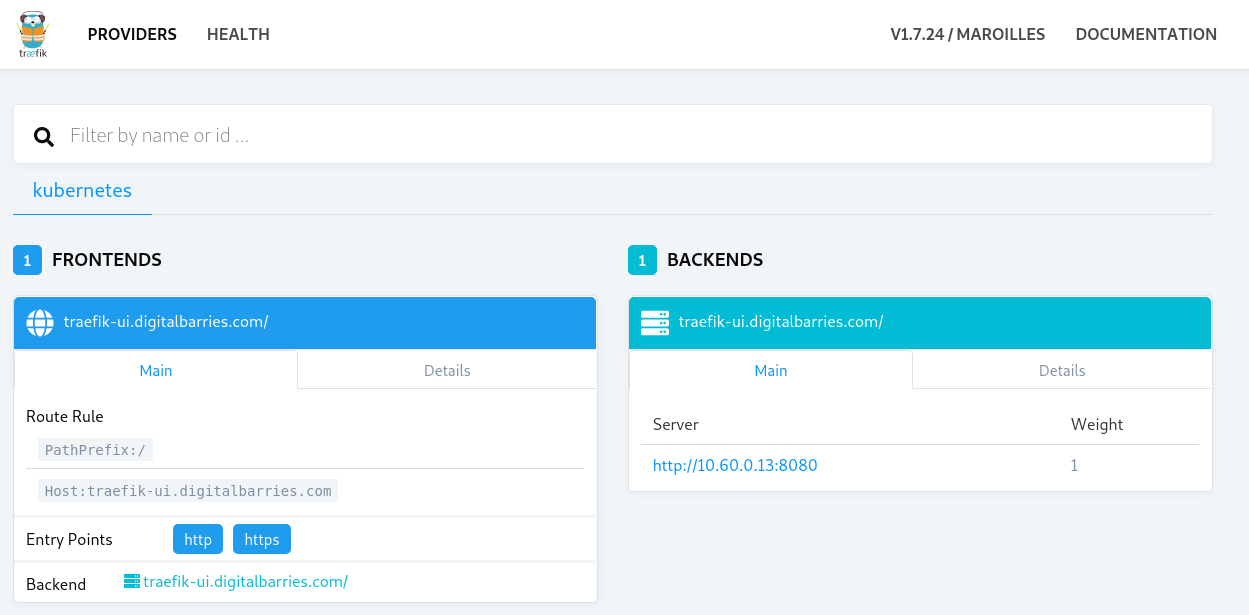 træfik
PROVIDERS HEALTH V1.7.24 / MAROILLES DOCUMENTATION
Filter by name or id ...
kubernetes
1 FRONTENDS
traefik-ui.digitalbarries.com/
Main Details
Route Rule
PathPrefix:/
Host:traefik-ui.digitalbarries.com
Entry Points http https
Backend traefik-ui.digitalbarries.com/
1 BACKENDS
traefik-ui.digitalbarries.com/
Main Details
Server Weight
http://10.60.0.13:8080 1